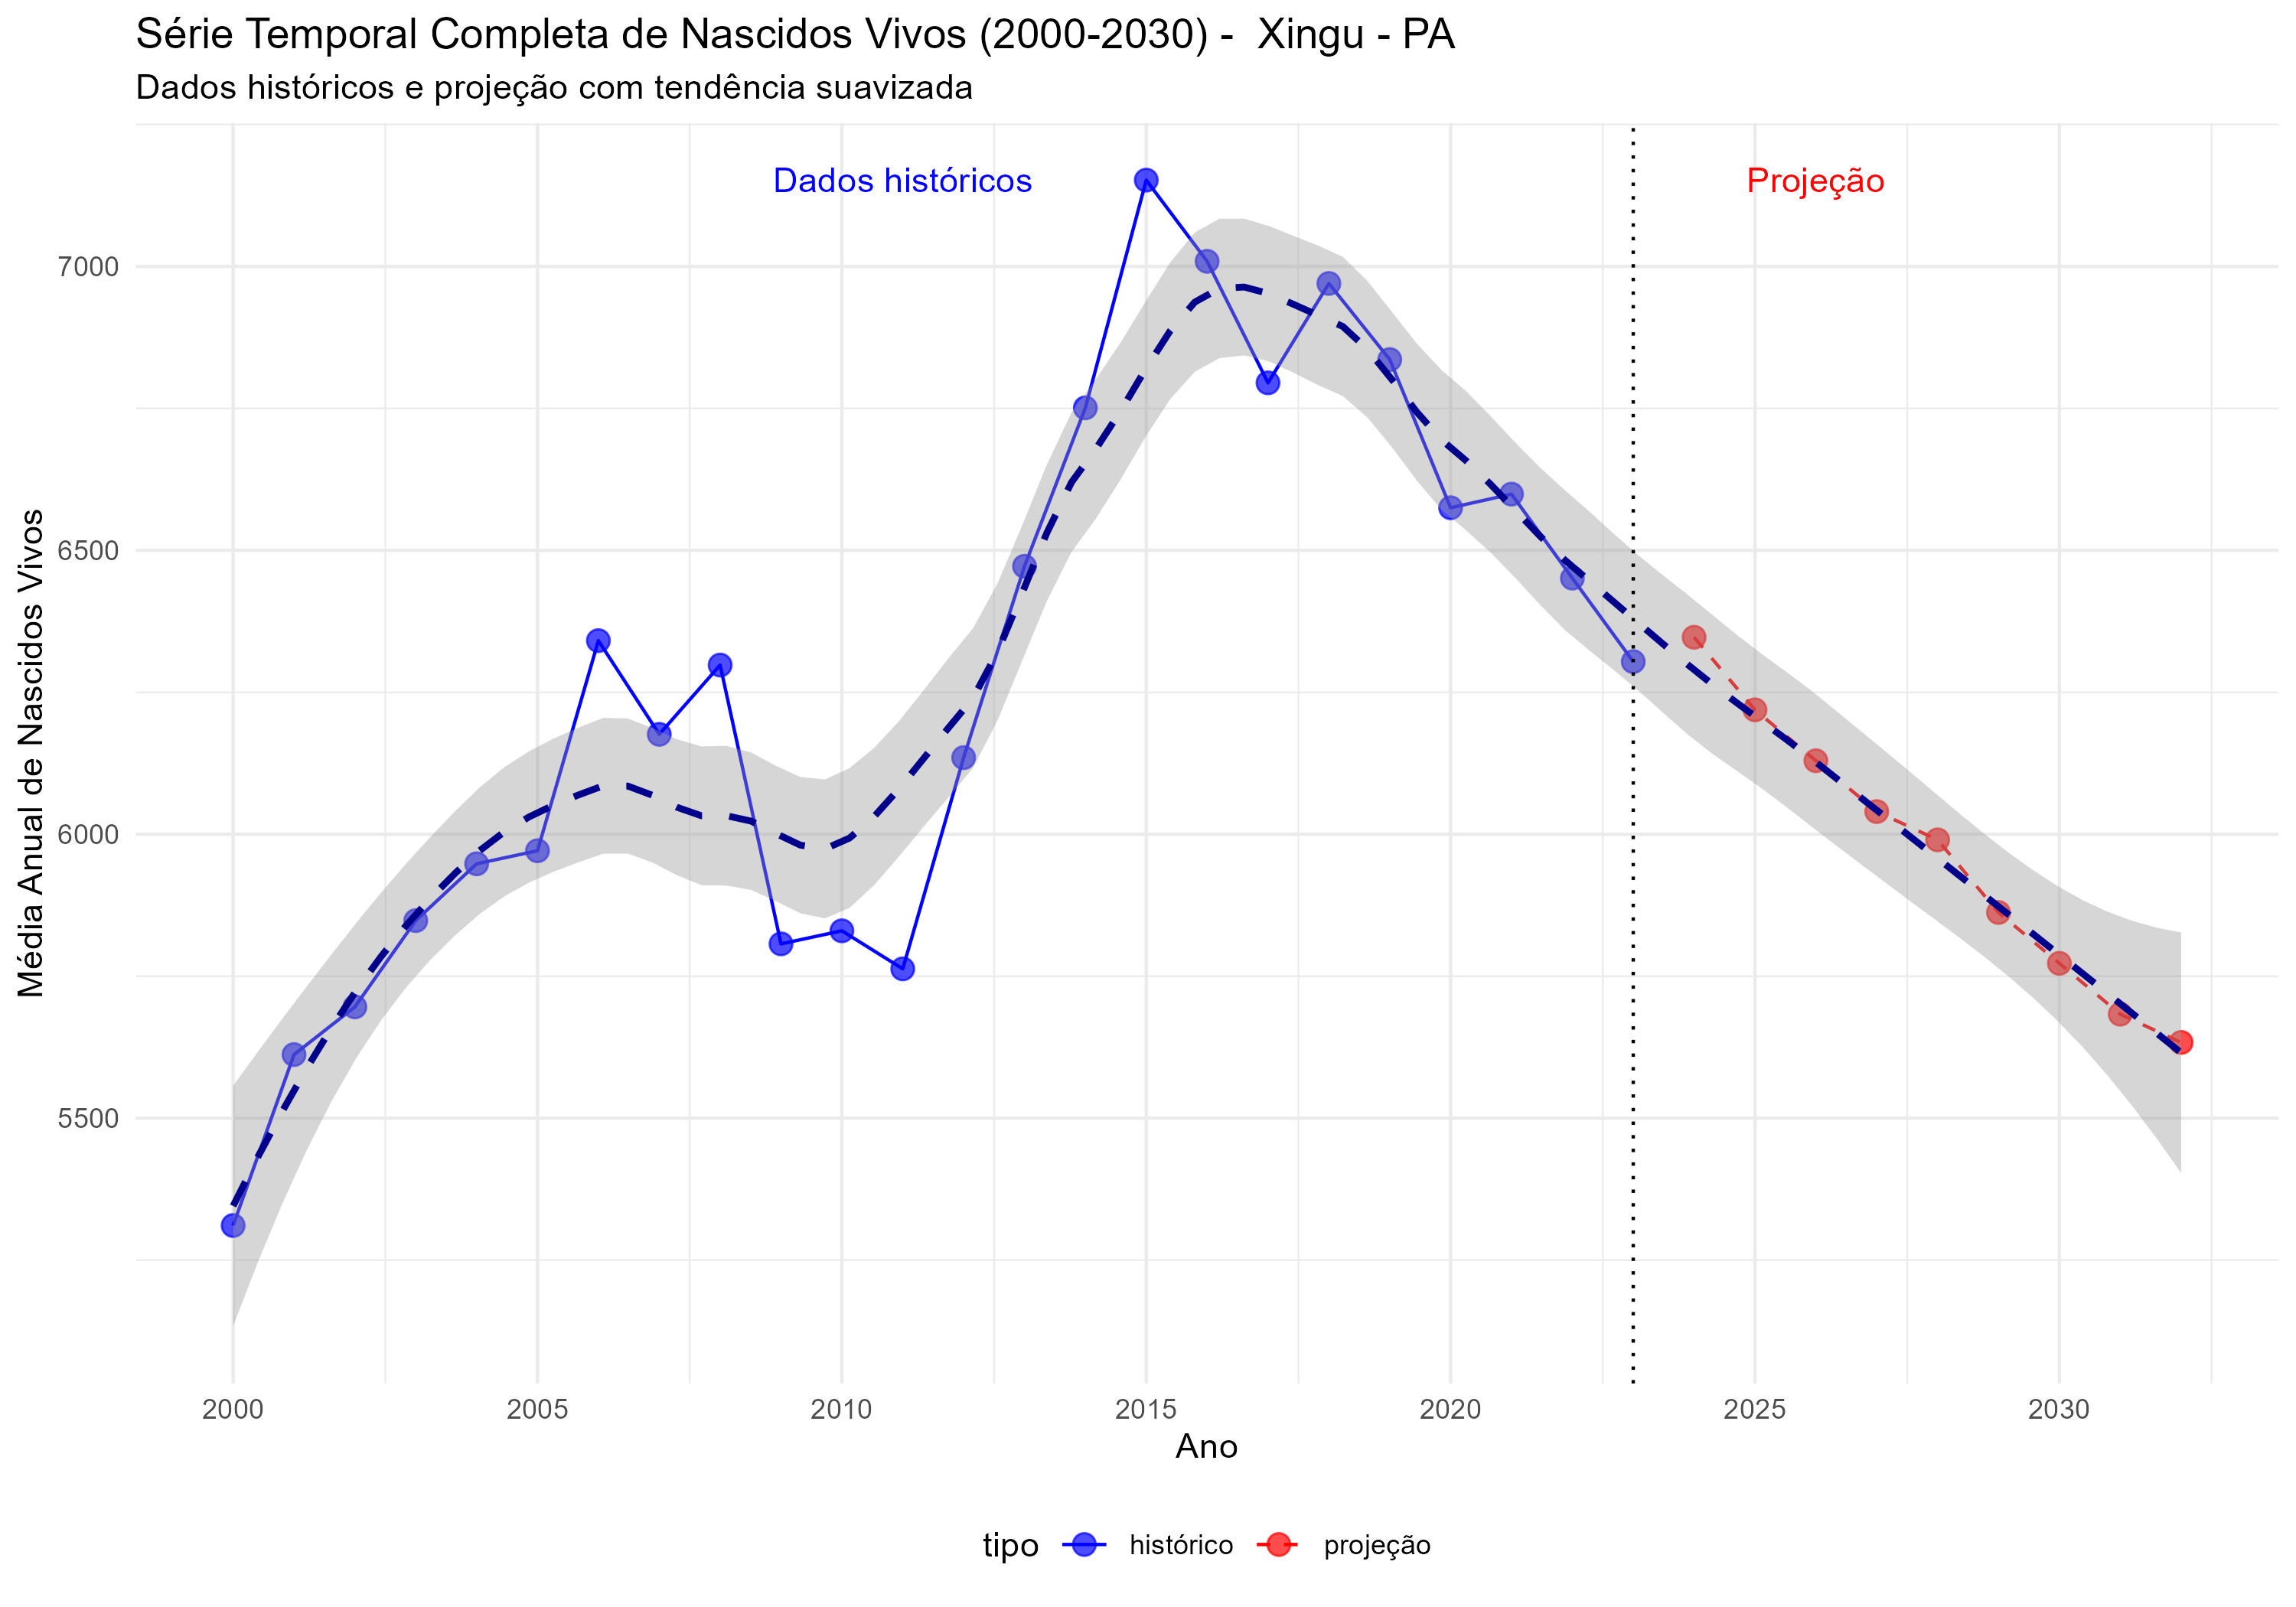 Série Temporal Completa de Nascidos Vivos (2000-2030) -  Xingu - PA
Dados históricos e projeção com tendência suavizada
Dados históricos
Projeção
Média Anual de Nascidos Vivos
7000
6500
6000
5500
2000
2005
2010
2015
2020
2025
2030
Ano
tipo
histórico
projeção